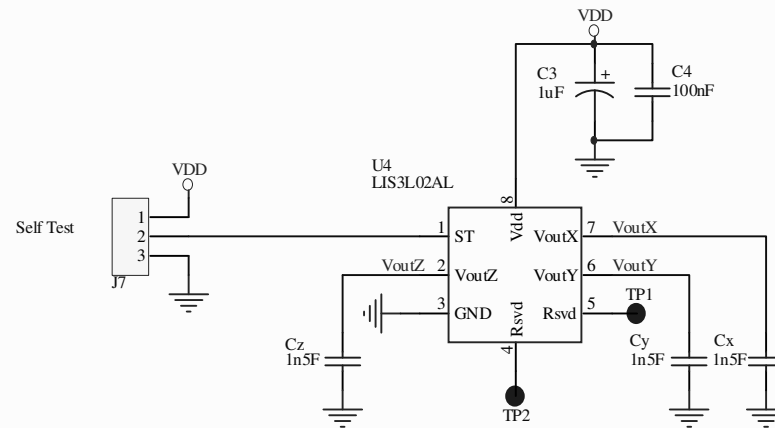 VDD
C3
1uF
+
C4
100nF
U4
LIS3L02AL
VDD
Self Test
1
2
3
J7
8
Vdd
1
ST
VoutX
7
VoutX
VoutZ
2
VoutZ
VoutY
6
VoutY
3
GND
Rsvd
5
TP1
Rsvd
4
TP2
Cz
1n5F
Cy
1n5F
Cx
1n5F